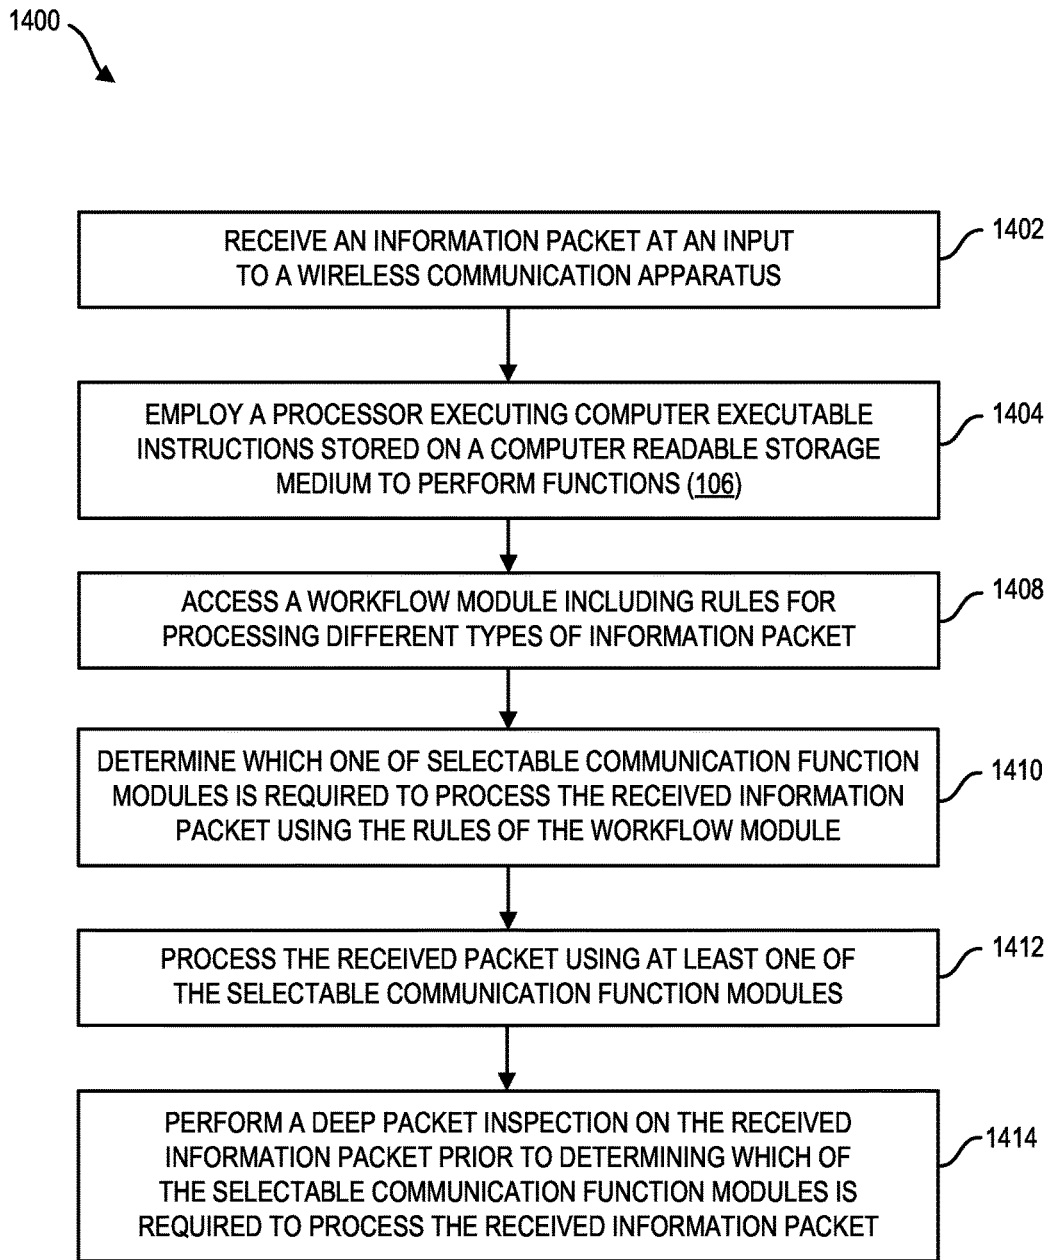 1400
RECEIVE AN INFORMATION PACKET AT AN INPUT
TO A WIRELESS COMMUNICATION APPARATUS
1402
EMPLOY A PROCESSOR EXECUTING COMPUTER EXECUTABLE
INSTRUCTIONS STORED ON A COMPUTER READABLE STORAGE
MEDIUM TO PERFORM FUNCTIONS (106)
1404
ACCESS A WORKFLOW MODULE INCLUDING RULES FOR
PROCESSING DIFFERENT TYPES OF INFORMATION PACKET
1408
DETERMINE WHICH ONE OF SELECTABLE COMMUNICATION FUNCTION
MODULES IS REQUIRED TO PROCESS THE RECEIVED INFORMATION
PACKET USING THE RULES OF THE WORKFLOW MODULE
1410
PROCESS THE RECEIVED PACKET USING AT LEAST ONE OF
THE SELECTABLE COMMUNICATION FUNCTION MODULES
1412
PERFORM A DEEP PACKET INSPECTION ON THE RECEIVED
INFORMATION PACKET PRIOR TO DETERMINING WHICH OF
THE SELECTABLE COMMUNICATION FUNCTION MODULES IS
REQUIRED TO PROCESS THE RECEIVED INFORMATION PACKET
1414